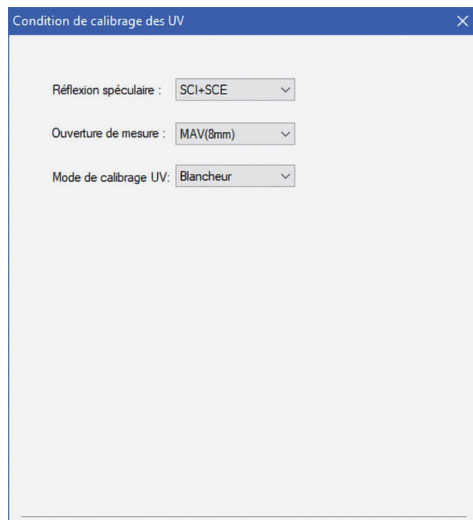 Condition de calibrage des UV
Réflexion spéculaire : SCI+SCE
Ouverture de mesure : MAV(8mm)
Mode de calibrage UV: Blancheur